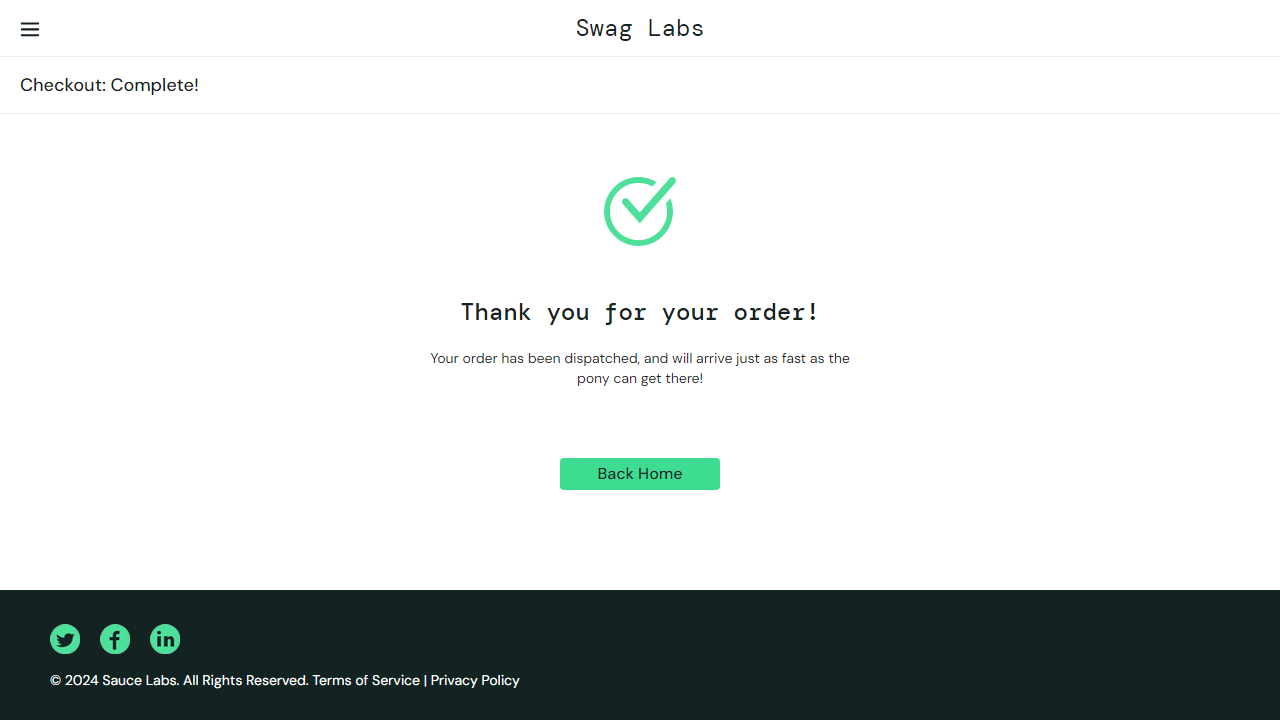 Swag Labs
Checkout: Complete!
Thank you for your order!
Your order has been dispatched, and will arrive just as fast as the
pony can get there!
Back Home
© 2024 Sauce Labs. All Rights Reserved. Terms of Service | Privacy Policy